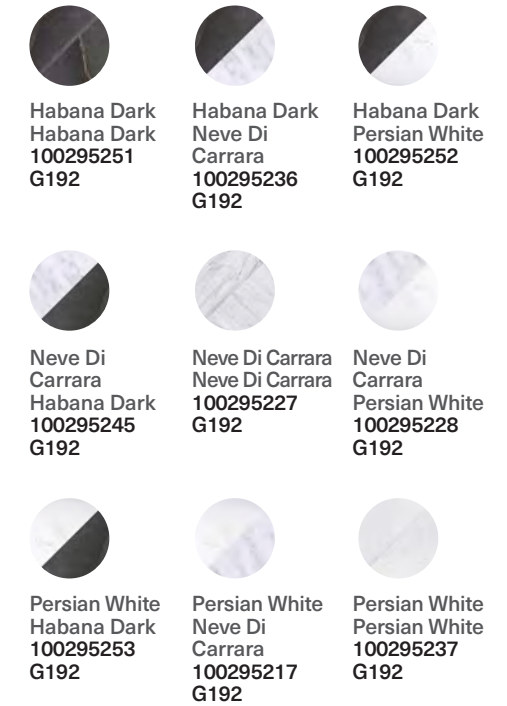 Habana Dark
Habana Dark
100295251
G192
Habana Dark
Neve Di
Carrara
100295236
G192
Habana Dark
Persian White
100295252
G192
Neve Di
Carrara
Habana Dark
100295245
G192
Neve Di Carrara
Neve Di Carrara
100295227
G192
Neve Di
Carrara
Persian White
100295228
G192
Persian White
Habana Dark
100295253
G192
Persian White
Neve Di
Carrara
100295217
G192
Persian White
Persian White
100295237
G192